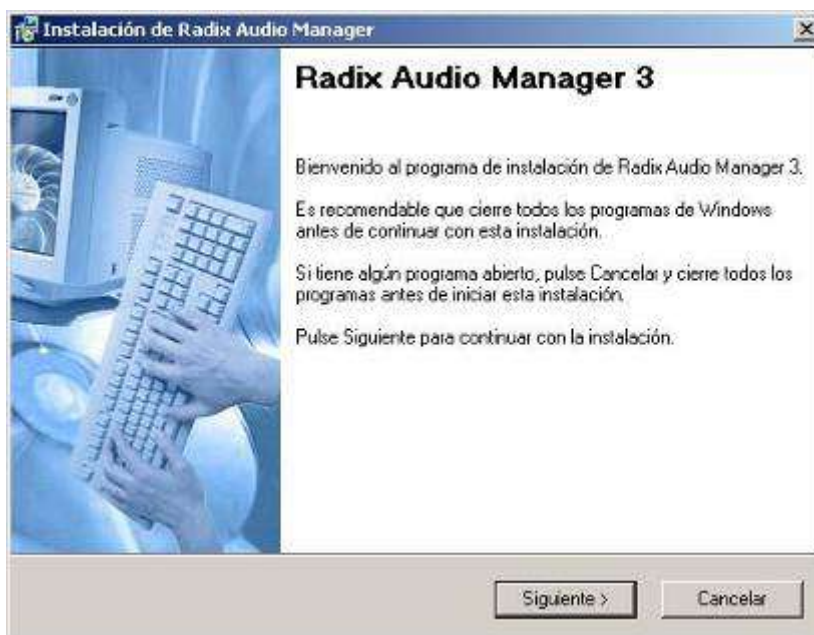 Instalación de Radix Audio Manager
Radix Audio Manager 3
Bienvenido al programa de instalación de Radix Audio Manager 3.
Es recomendable que cierre todos los programas de Windows
antes de continuar con esta instalación.
Si tiene algún programa abierto, pulse Cancelar y cierre todos los
programas antes de iniciar esta instalación.
Pulse Siguiente para continuar con la instalación.
Siguiente >
Cancelar